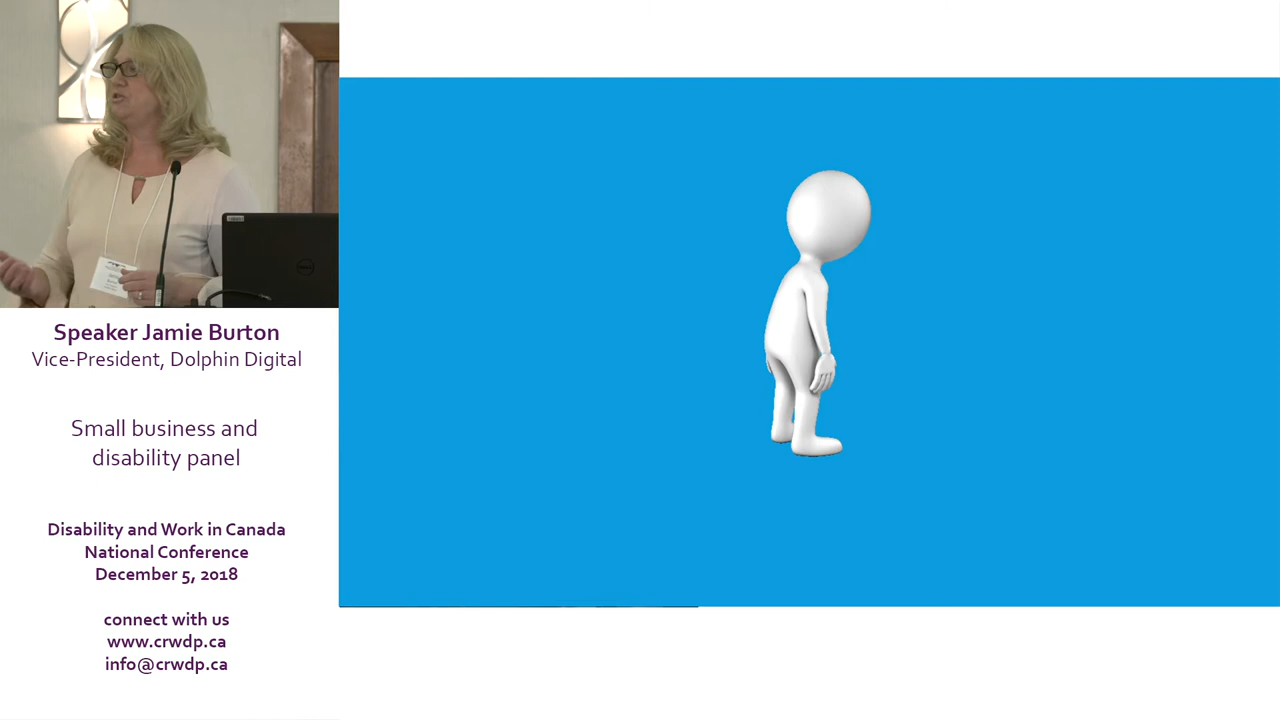 Speaker Jamie Burton
Vice-President, Dolphin Digital
Small business and
disability panel
Disability and Work in Canada
National Conference
December 5, 2018
connect with us
www.crwdp.ca
info@crwdp.ca